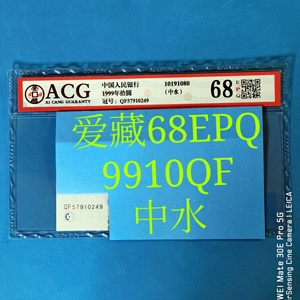 ACG
AI CANG GUARANTY
中国人民银行
1999年拾圆
冠号：QF57910249
10191080
（中水）
68
EPQ
爱藏68EPQ
9910QF
中水
QF57910249
WEI Mate 30E Pro 5G
-Sensing Cine Camera | LEICA